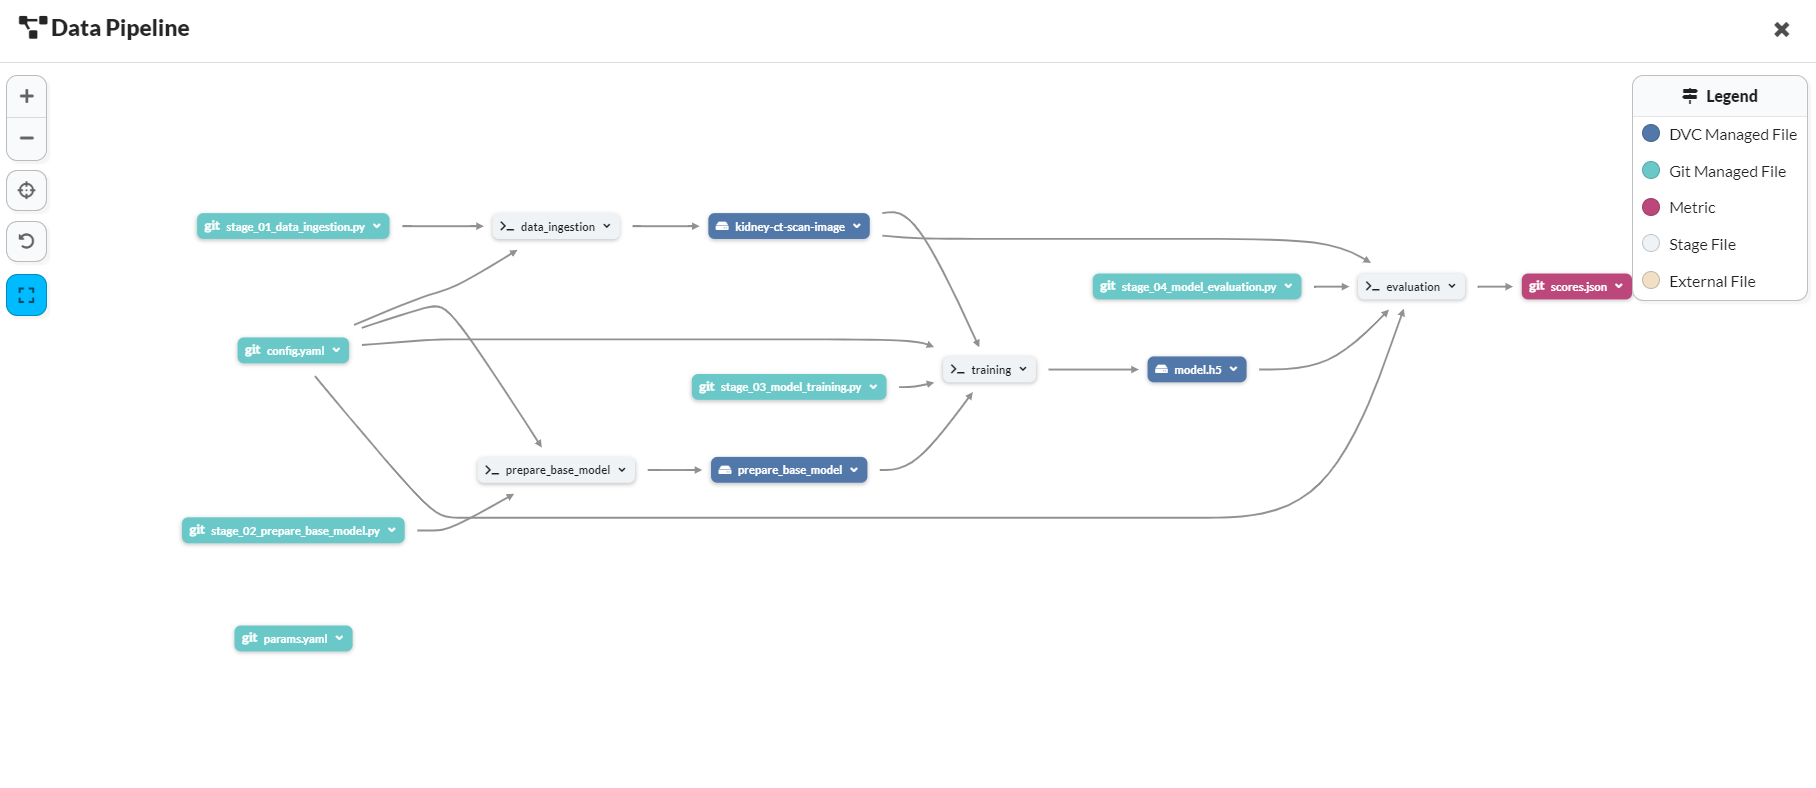 Data Pipeline
Legend
DVC Managed File
Git Managed File
Metric
Stage File
External File
git stage_01_data_ingestion.py
>_ data_ingestion
kidney-ct-scan-image
git stage_04_model_evaluation.py
>_ evaluation
git scores.json
git config.yaml
>_ training
model.h5
git stage_03_model_training.py
>_ prepare_base_model
prepare_base_model
git stage_02_prepare_base_model.py
git params.yaml